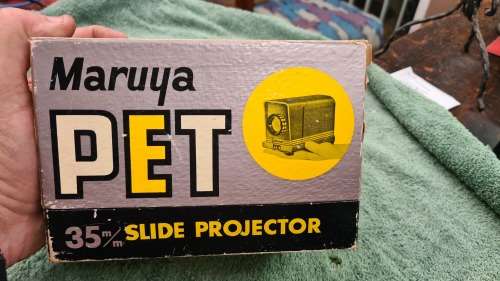 Maruya
PET
35m/m SLIDE PROJECTOR